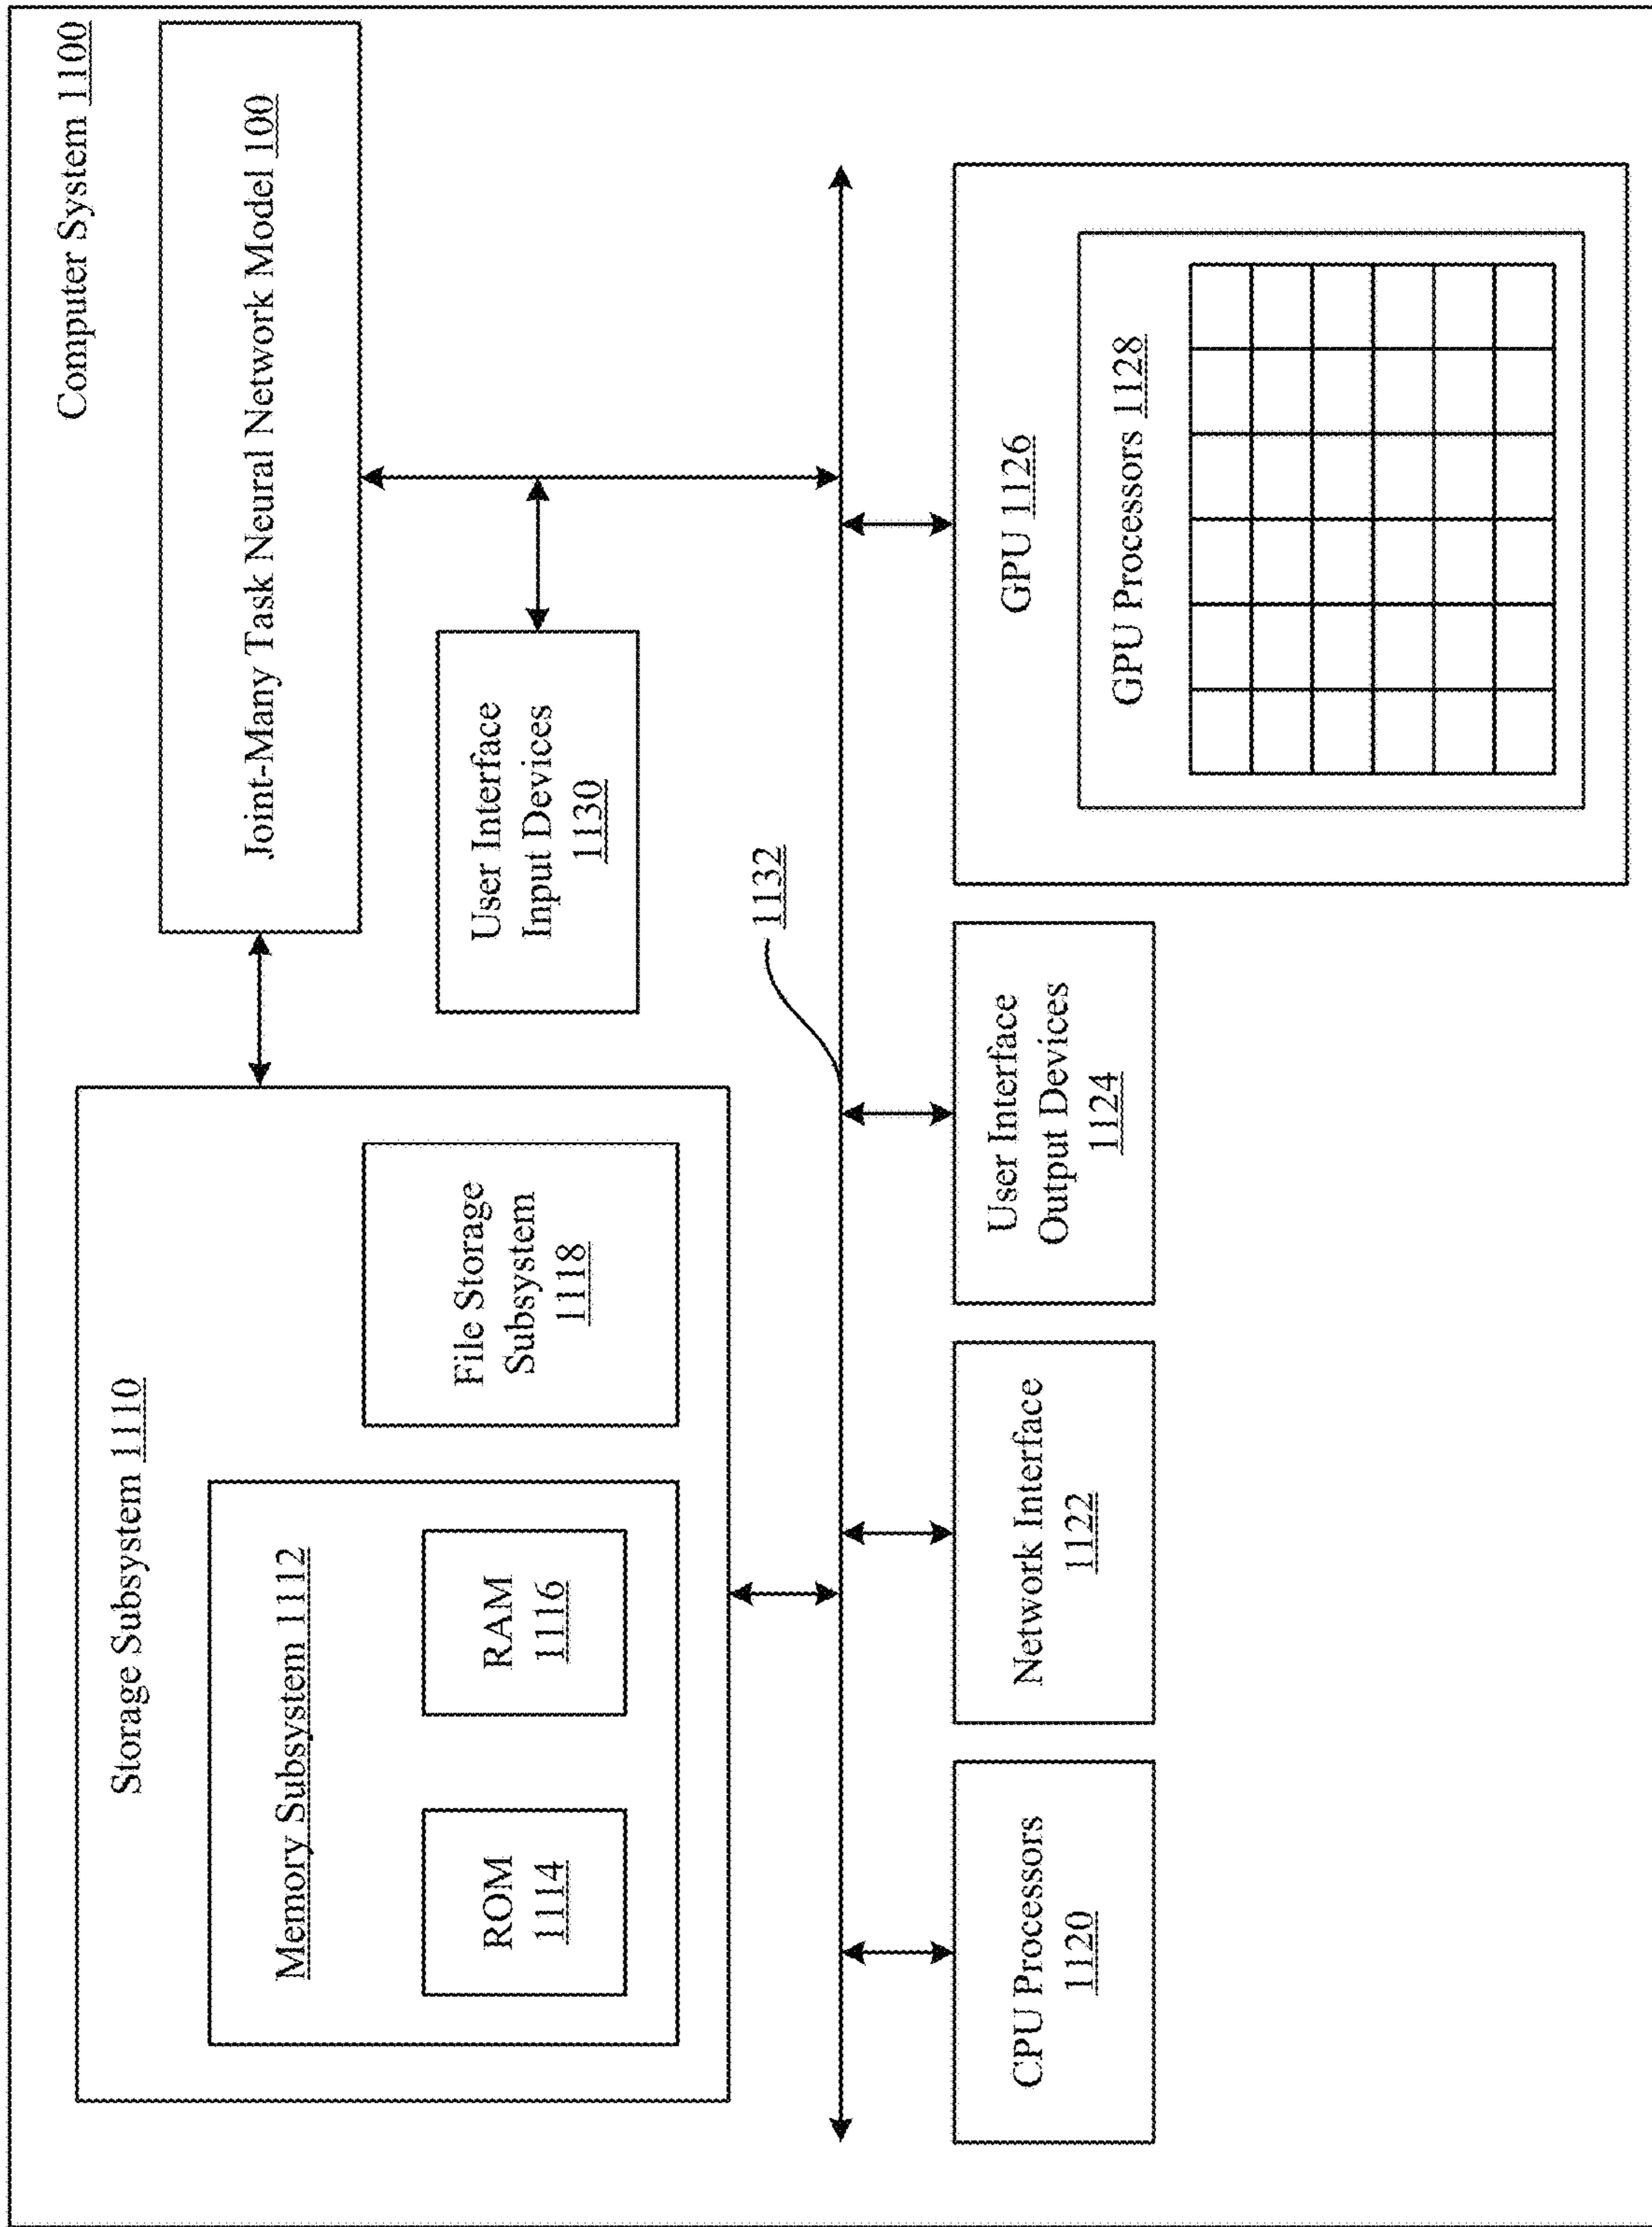 Computer System 1100
Storage Subsystem 1110
Memory Subsystem 1112
ROM
1114
RAM
1116
File Storage
Subsystem
1118
Joint-Many Task Neural Network Model 100
User Interface
Input Devices
1130
1132
CPU Processors
1120
Network Interface
1122
User Interface
Output Devices
1124
GPU 1126
GPU Processors 1128